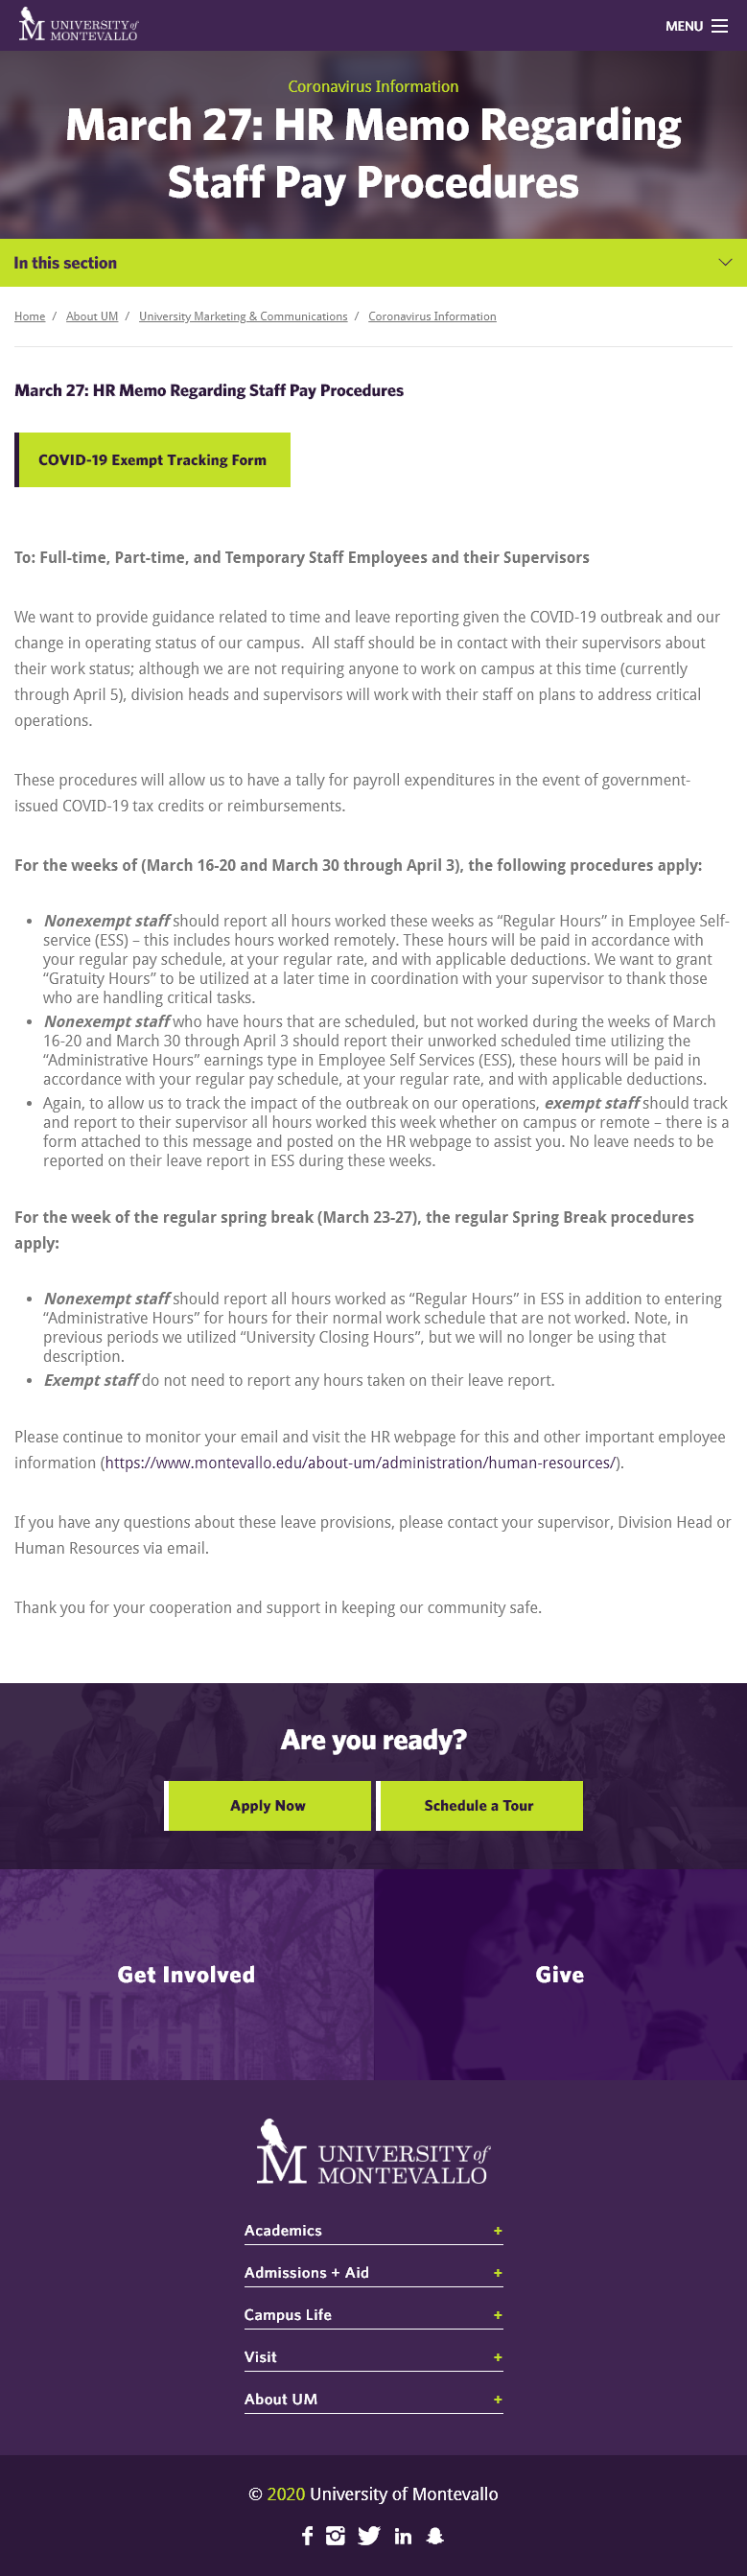 UNIVERSITY of
MONTEVALLO
MENU
Coronavirus Information
March 27: HR Memo Regarding
Staff Pay Procedures
In this section
Home / About UM / University Marketing & Communications / Coronavirus Information
March 27: HR Memo Regarding Staff Pay Procedures
COVID-19 Exempt Tracking Form
To: Full-time, Part-time, and Temporary Staff Employees and their Supervisors
We want to provide guidance related to time and leave reporting given the COVID-19 outbreak and our
change in operating status of our campus.  All staff should be in contact with their supervisors about
their work status; although we are not requiring anyone to work on campus at this time (currently
through April 5), division heads and supervisors will work with their staff on plans to address critical
operations.
These procedures will allow us to have a tally for payroll expenditures in the event of government-
issued COVID-19 tax credits or reimbursements.
For the weeks of (March 16-20 and March 30 through April 3), the following procedures apply:
• Nonexempt staff should report all hours worked these weeks as “Regular Hours” in Employee Self-
service (ESS) – this includes hours worked remotely. These hours will be paid in accordance with
your regular pay schedule, at your regular rate, and with applicable deductions. We want to grant
“Gratuity Hours” to be utilized at a later time in coordination with your supervisor to thank those
who are handling critical tasks.
• Nonexempt staff who have hours that are scheduled, but not worked during the weeks of March
16-20 and March 30 through April 3 should report their unworked scheduled time utilizing the
“Administrative Hours” earnings type in Employee Self Services (ESS), these hours will be paid in
accordance with your regular pay schedule, at your regular rate, and with applicable deductions.
• Again, to allow us to track the impact of the outbreak on our operations, exempt staff should track
and report to their supervisor all hours worked this week whether on campus or remote – there is a
form attached to this message and posted on the HR webpage to assist you. No leave needs to be
reported on their leave report in ESS during these weeks.
For the week of the regular spring break (March 23-27), the regular Spring Break procedures
apply:
• Nonexempt staff should report all hours worked as “Regular Hours” in ESS in addition to entering
“Administrative Hours” for hours for their normal work schedule that are not worked. Note, in
previous periods we utilized “University Closing Hours”, but we will no longer be using that
description.
• Exempt staff do not need to report any hours taken on their leave report.
Please continue to monitor your email and visit the HR webpage for this and other important employee
information (https://www.montevallo.edu/about-um/administration/human-resources/).
If you have any questions about these leave provisions, please contact your supervisor, Division Head or
Human Resources via email.
Thank you for your cooperation and support in keeping our community safe.
Are you ready?
Apply Now
Schedule a Tour
Get Involved
Give
UNIVERSITY of
MONTEVALLO
Academics +
Admissions + Aid +
Campus Life +
Visit +
About UM +
© 2020 University of Montevallo